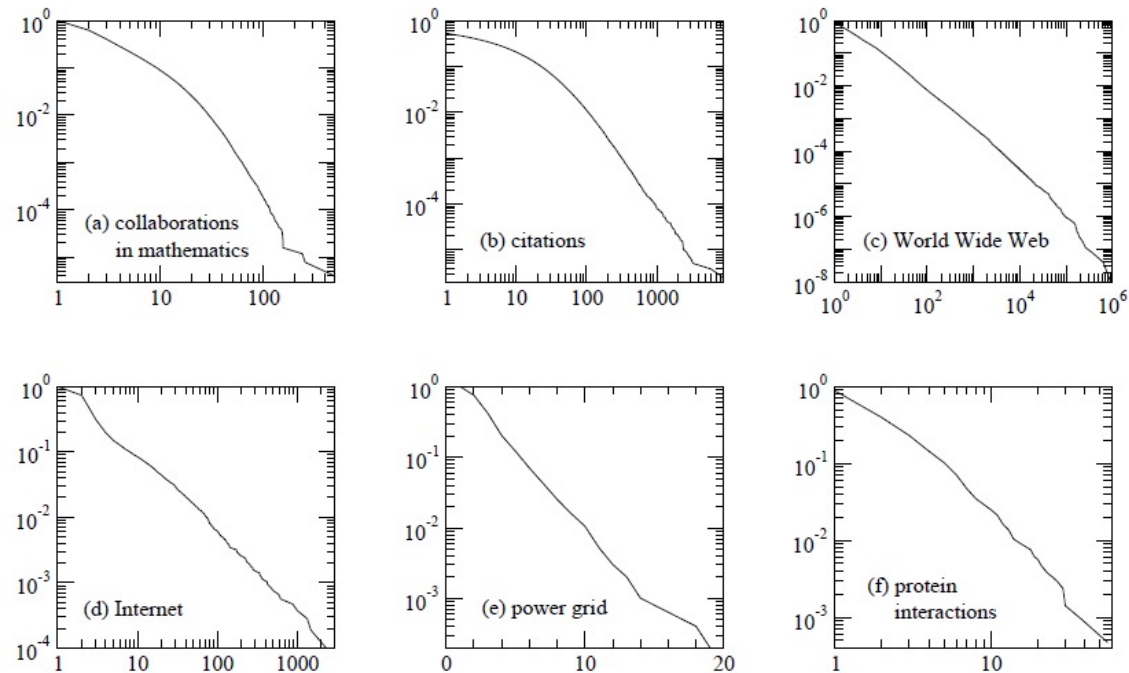 10^0
10^-2
10^-4
(a) collaborations
in mathematics
1 10 100
10^0
10^-2
10^-4
(b) citations
1 10 100 1000
10^0
10^-2
10^-4
10^-6
10^-8
(c) World Wide Web
10^0 10^2 10^4 10^6
10^0
10^-1
10^-2
10^-3
10^-4
(d) Internet
1 10 100 1000
10^0
10^-1
10^-2
10^-3
(e) power grid
0 10 20
10^0
10^-1
10^-2
10^-3
(f) protein
interactions
1 10